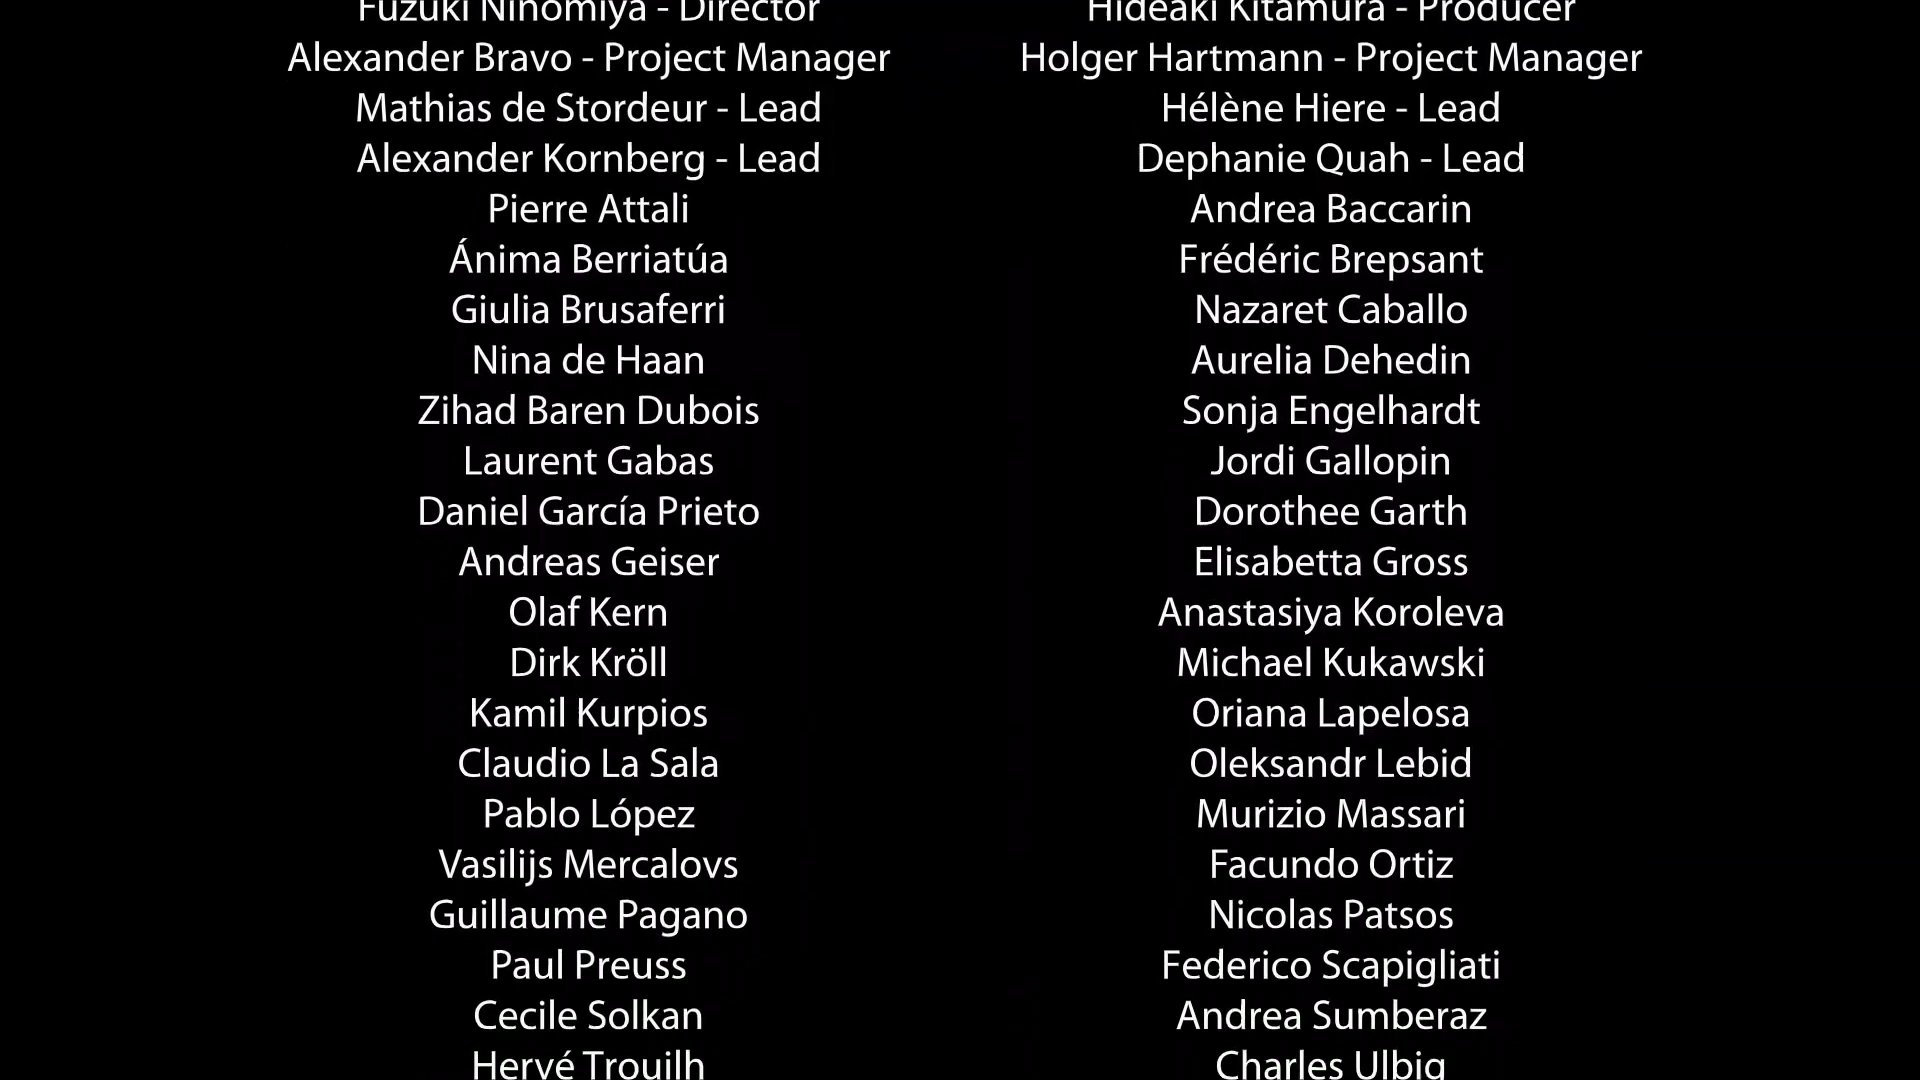 Fuzuki Ninomiya - Director
Hideaki Kitamura - Producer
Alexander Bravo - Project Manager
Holger Hartmann - Project Manager
Mathias de Stordeur - Lead
Hélène Hiere - Lead
Alexander Kornberg - Lead
Dephanie Quah - Lead
Pierre Attali
Andrea Baccarin
Ánima Berriatúa
Frédéric Brepsant
Giulia Brusaferri
Nazaret Caballo
Nina de Haan
Aurelia Dehedin
Zihad Baren Dubois
Sonja Engelhardt
Laurent Gabas
Jordi Gallopin
Daniel García Prieto
Dorothee Garth
Andreas Geiser
Elisabetta Gross
Olaf Kern
Anastasiya Koroleva
Dirk Kröll
Michael Kukawski
Kamil Kurpios
Oriana Lapelosa
Claudio La Sala
Oleksandr Lebid
Pablo López
Murizio Massari
Vasilijs Mercalovs
Facundo Ortiz
Guillaume Pagano
Nicolas Patsos
Paul Preuss
Federico Scapigliati
Cecile Solkan
Andrea Sumberaz
Hervé Trouilh
Charles Ulbig